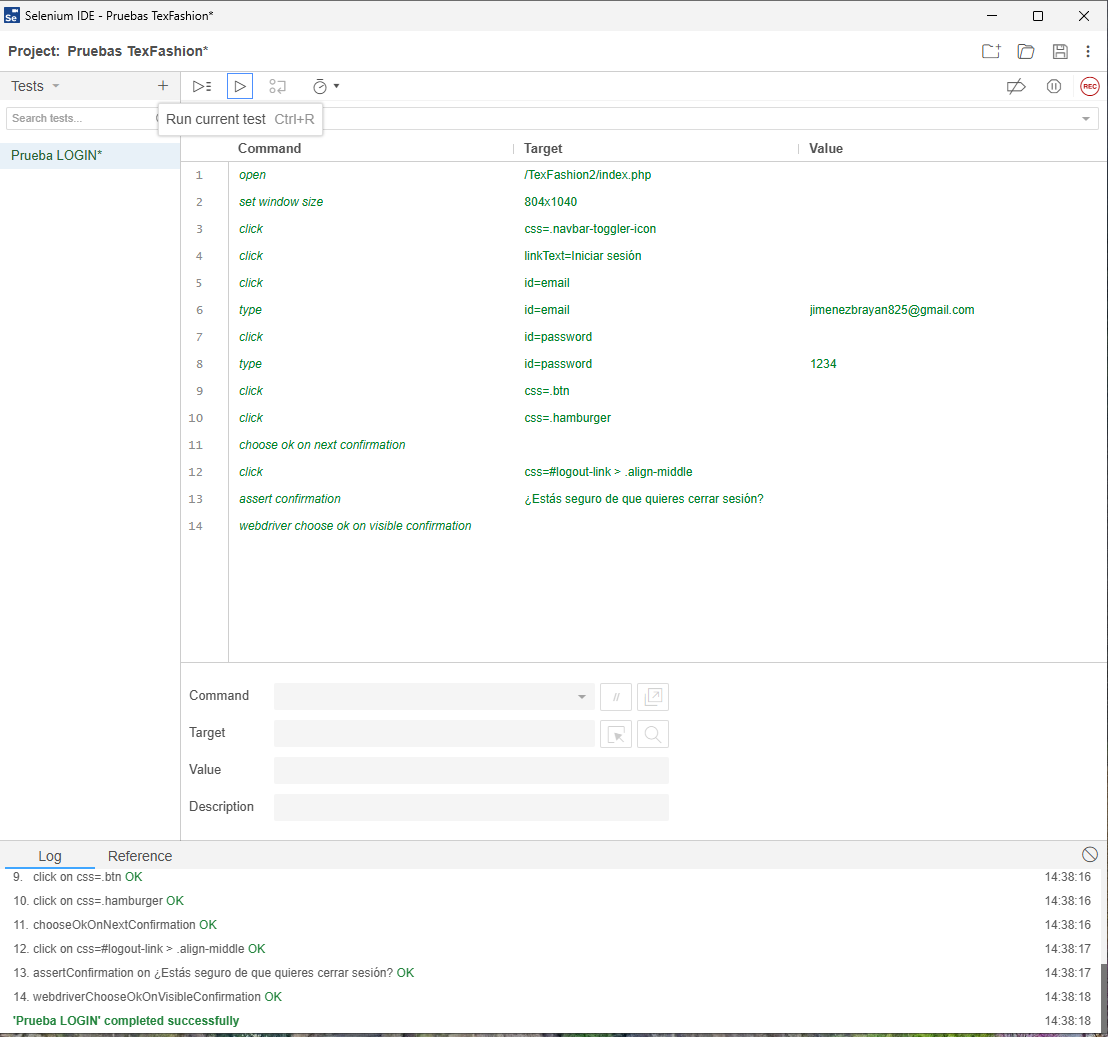 Selenium IDE - Pruebas TexFashion*
Project: Pruebas TexFashion*
Tests
REC
Search tests...
Run current test Ctrl+R
Prueba LOGIN*
Command Target Value
1 open /TexFashion2/index.php
2 set window size 804x1040
3 click css=.navbar-toggler-icon
4 click linkText=Iniciar sesión
5 click id=email
6 type id=email jimenezbrayan825@gmail.com
7 click id=password
8 type id=password 1234
9 click css=.btn
10 click css=.hamburger
11 choose ok on next confirmation
12 click css=#logout-link > .align-middle
13 assert confirmation ¿Estás seguro de que quieres cerrar sesión?
14 webdriver choose ok on visible confirmation
Command
//
Target
Value
Description
Log Reference
9. click on css=.btn OK 14:38:16
10. click on css=.hamburger OK 14:38:16
11. chooseOkOnNextConfirmation OK 14:38:16
12. click on css=#logout-link > .align-middle OK 14:38:17
13. assertConfirmation on ¿Estás seguro de que quieres cerrar sesión? OK 14:38:17
14. webdriverChooseOkOnVisibleConfirmation OK 14:38:18
'Prueba LOGIN' completed successfully 14:38:18